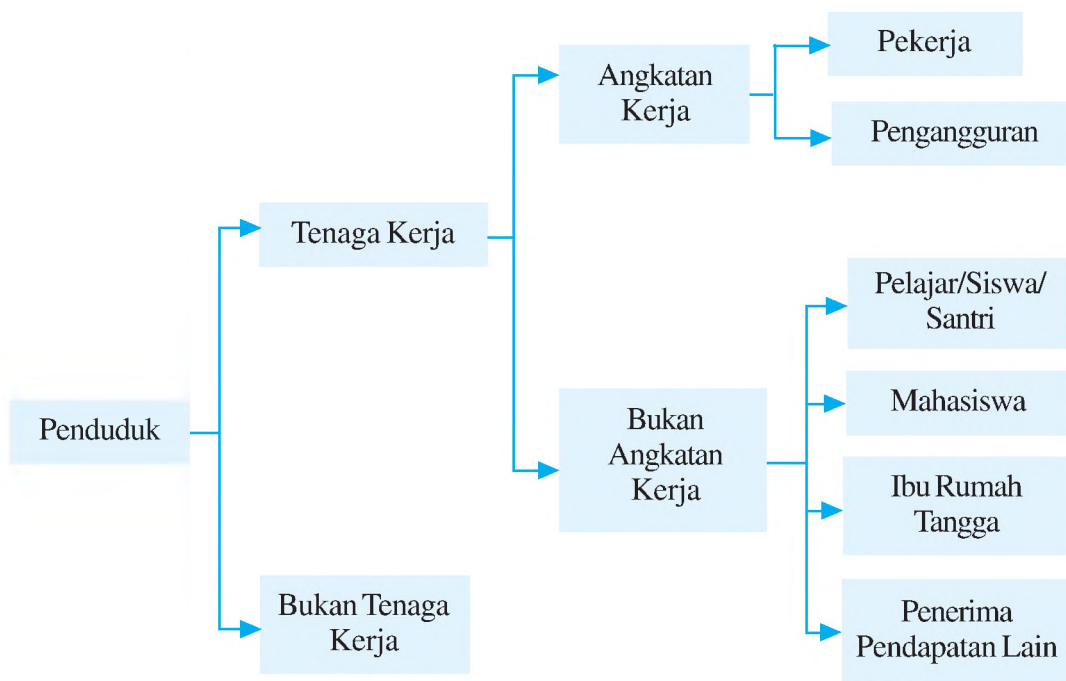 Penduduk
Tenaga Kerja
Bukan Tenaga
Kerja
Angkatan
Kerja
Bukan
Angkatan
Kerja
Pekerja
Pengangguran
Pelajar/Siswa/
Santri
Mahasiswa
Ibu Rumah
Tangga
Penerima
Pendapatan Lain